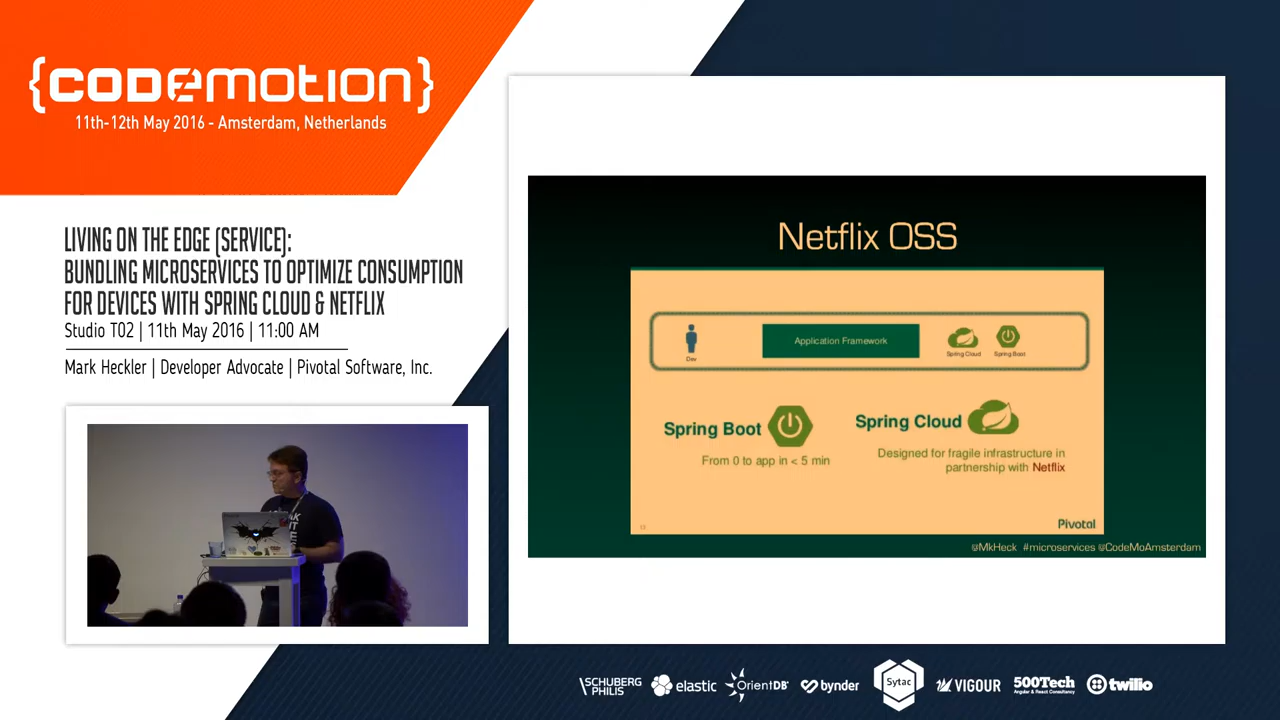 {CODEMOTION}
11th-12th May 2016 - Amsterdam, Netherlands
LIVING ON THE EDGE (SERVICE):
BUNDLING MICROSERVICES TO OPTIMIZE CONSUMPTION
FOR DEVICES WITH SPRING CLOUD & NETFLIX
Studio T02 | 11th May 2016 | 11:00 AM
Mark Heckler | Developer Advocate | Pivotal Software, Inc.
Netflix OSS
Dev
Application Framework
Spring Cloud
Spring Boot
Spring Boot
From 0 to app in < 5 min
Spring Cloud
Designed for fragile infrastructure in
partnership with Netflix
13
Pivotal
@MkHeck #microservices @CodeMoAmsterdam
SCHUBERG
PHILIS
elastic
OrientDB
bynder
Sytac
VIGOUR
500Tech
Angular & React Consultancy
twilio